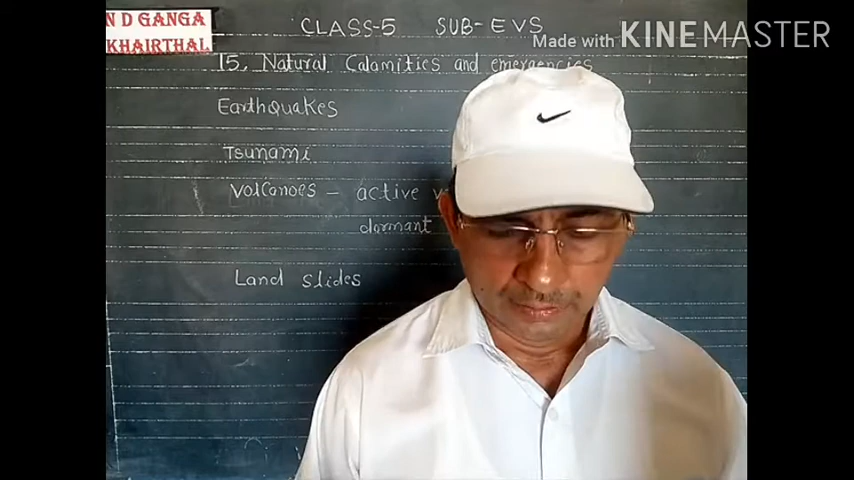 N D GANGA
KHAIRTHAL
CLASS-5 SUB- EVS
Made with KINEMASTER
15. Natural Calamities and emergencies
Earthquakes
Tsunami
Volcanoes - active
dormant
Land slides